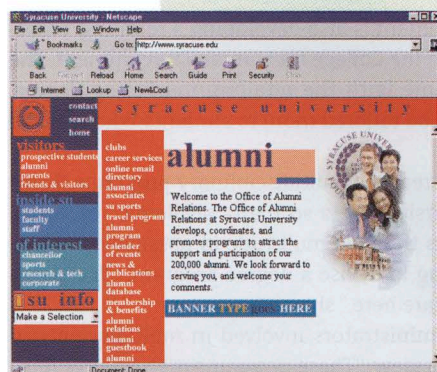 Syracuse University - Netscape
File Edit View Go Window Help
Bookmarks Go to: http://www.syracuse.edu
Back Forward Reload Home Search Guide Print Security Stop
Internet Lookup New&Cool
contact
search
home
syracuse university
visitors
prospective students
alumni
parents
friends & visitors
inside su
students
faculty
staff
of interest
chancellor
sports
research & tech
corporate
su info
Make a Selection
clubs
career services
online email
directory
alumni
associates
su sports
travel program
alumni
program
calender
of events
news &
publications
alumni
database
membership
& benefits
alumni
relations
alumni
guestbook
alumni
alumni
Welcome to the Office of Alumni
Relations. The Office of Alumni
Relations at Syracuse University
develops, coordinates, and
promotes programs to attract the
support and participation of our
200,000 alumni. We look forward to
serving you, and welcome your
comments.
BANNER TYPE goes HERE
SYRACUSE UNIVERSITY
Document: Done